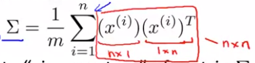 n
Σ = 1/m ∑ (x⁽ⁱ⁾)(x⁽ⁱ⁾)ᵀ n×n
i=1 n×1 1×n